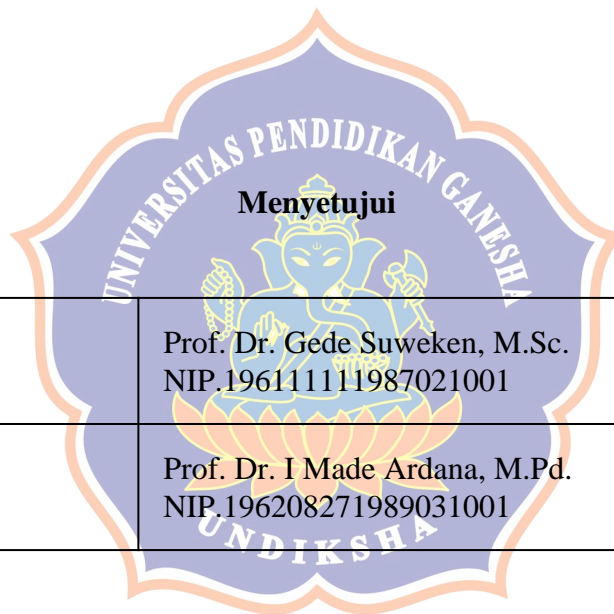 UNIVERSITAS PENDIDIKAN GANESHA
Menyetujui
Prof. Dr. Gede Suweken, M.Sc.
NIP.196111111987021001
Prof. Dr. I Made Ardana, M.Pd.
NIP.196208271989031001
UNDIKSHA